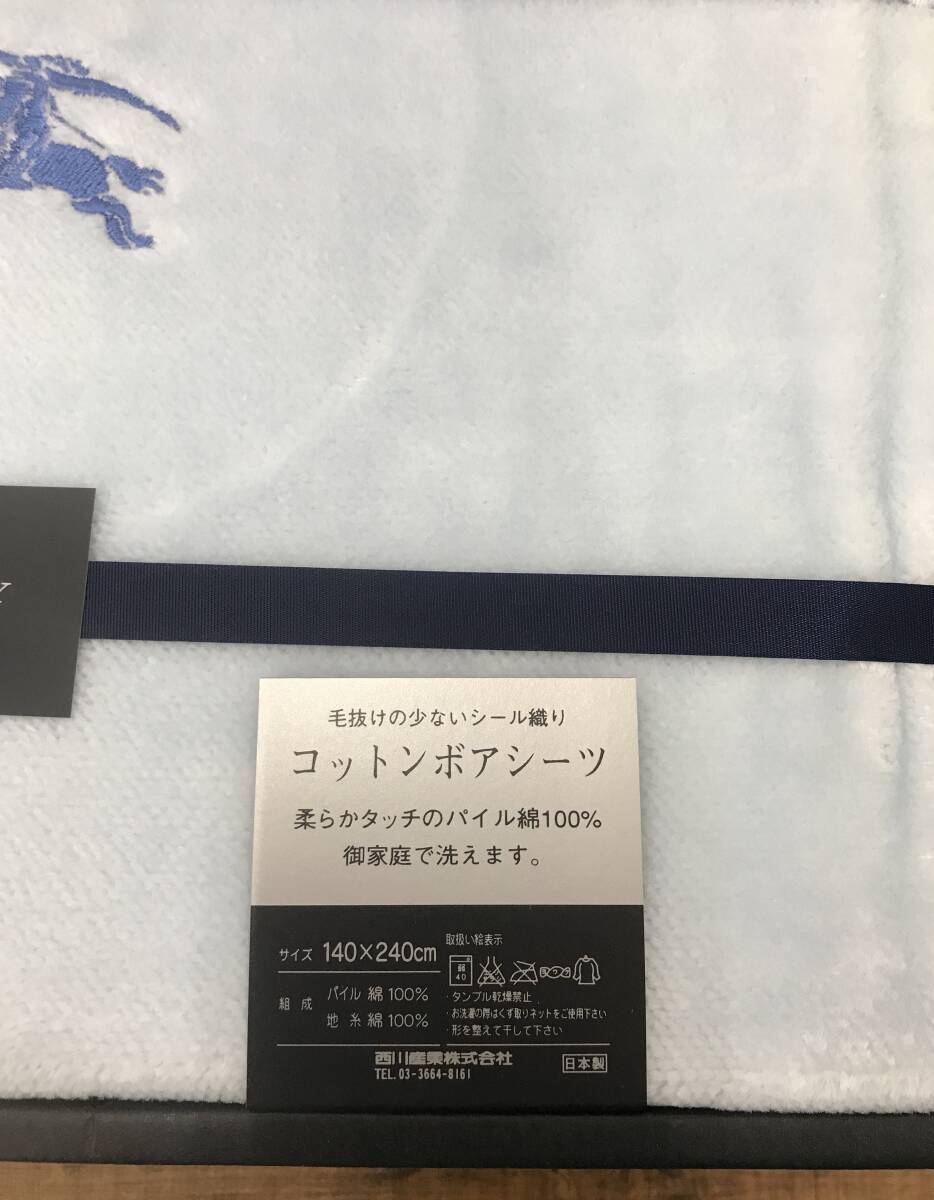 Y
毛抜けの少ないシール織り
コットンボアシーツ
柔らかタッチのパイル綿100%
御家庭で洗えます。
サイズ 140×240cm
組成 パイル 綿 100%
地 糸 綿 100%
取扱い絵表示
弱
40
・タンブル乾燥禁止
・お洗濯の際はくず取りネットをご使用下さい
・形を整えて干して下さい
西川産業株式会社
TEL.03-3664-8161
日本製